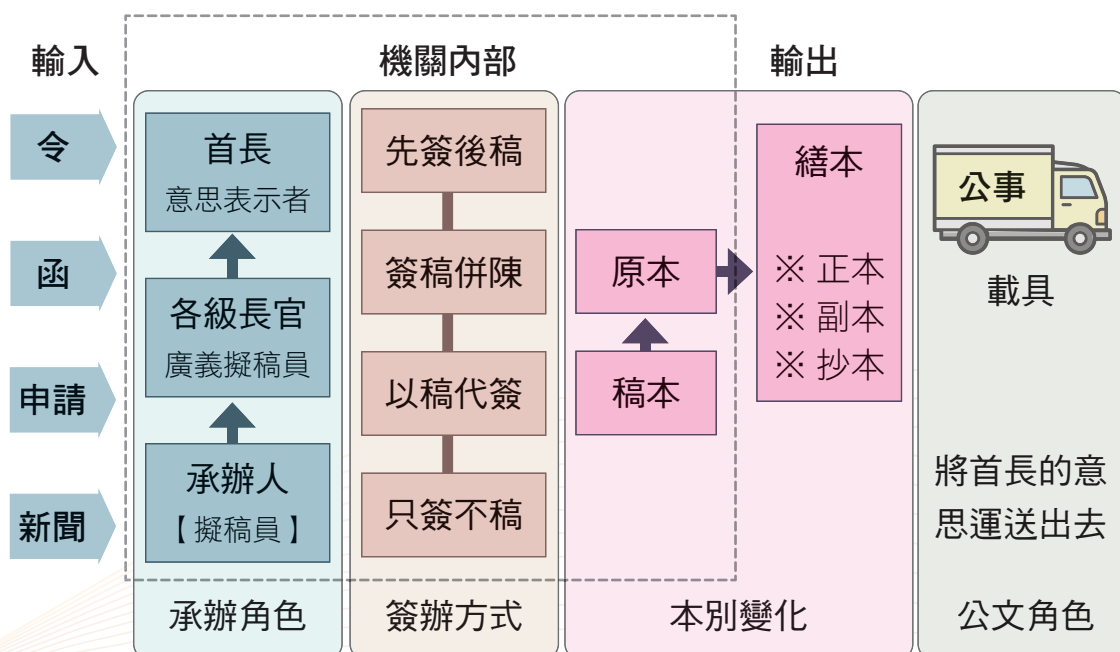 輸入
機關內部
輸出
令
函
申請
新聞
首長
意思表示者
各級長官
廣義擬稿員
承辦人
【擬稿員】
承辦角色
先簽後稿
簽稿併陳
以稿代簽
只簽不稿
簽辦方式
原本
稿本
繕本
※ 正本
※ 副本
※ 抄本
本別變化
公事
載具
將首長的意
思運送出去
公文角色